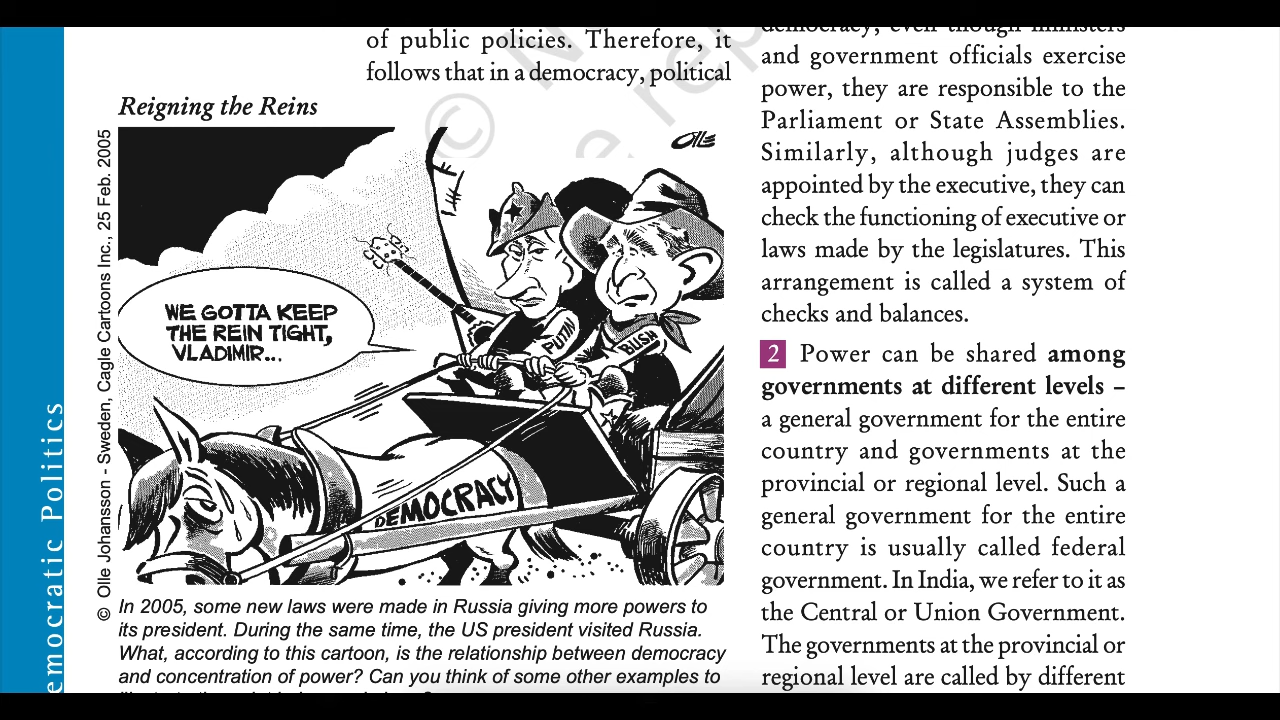 of public policies. Therefore, it
follows that in a democracy, political
Reigning the Reins
© Olle Johansson - Sweden, Cagle Cartoons Inc., 25 Feb. 2005
OLLE
WE GOTTA KEEP
THE REIN TIGHT,
VLADIMIR...
PUTIN
BUSH
DEMOCRACY
In 2005, some new laws were made in Russia giving more powers to
its president. During the same time, the US president visited Russia.
What, according to this cartoon, is the relationship between democracy
and concentration of power? Can you think of some other examples to
emocratic Politics
democracy, even though ministers
and government officials exercise
power, they are responsible to the
Parliament or State Assemblies.
Similarly, although judges are
appointed by the executive, they can
check the functioning of executive or
laws made by the legislatures. This
arrangement is called a system of
checks and balances.
2 Power can be shared among
governments at different levels –
a general government for the entire
country and governments at the
provincial or regional level. Such a
general government for the entire
country is usually called federal
government. In India, we refer to it as
the Central or Union Government.
The governments at the provincial or
regional level are called by different